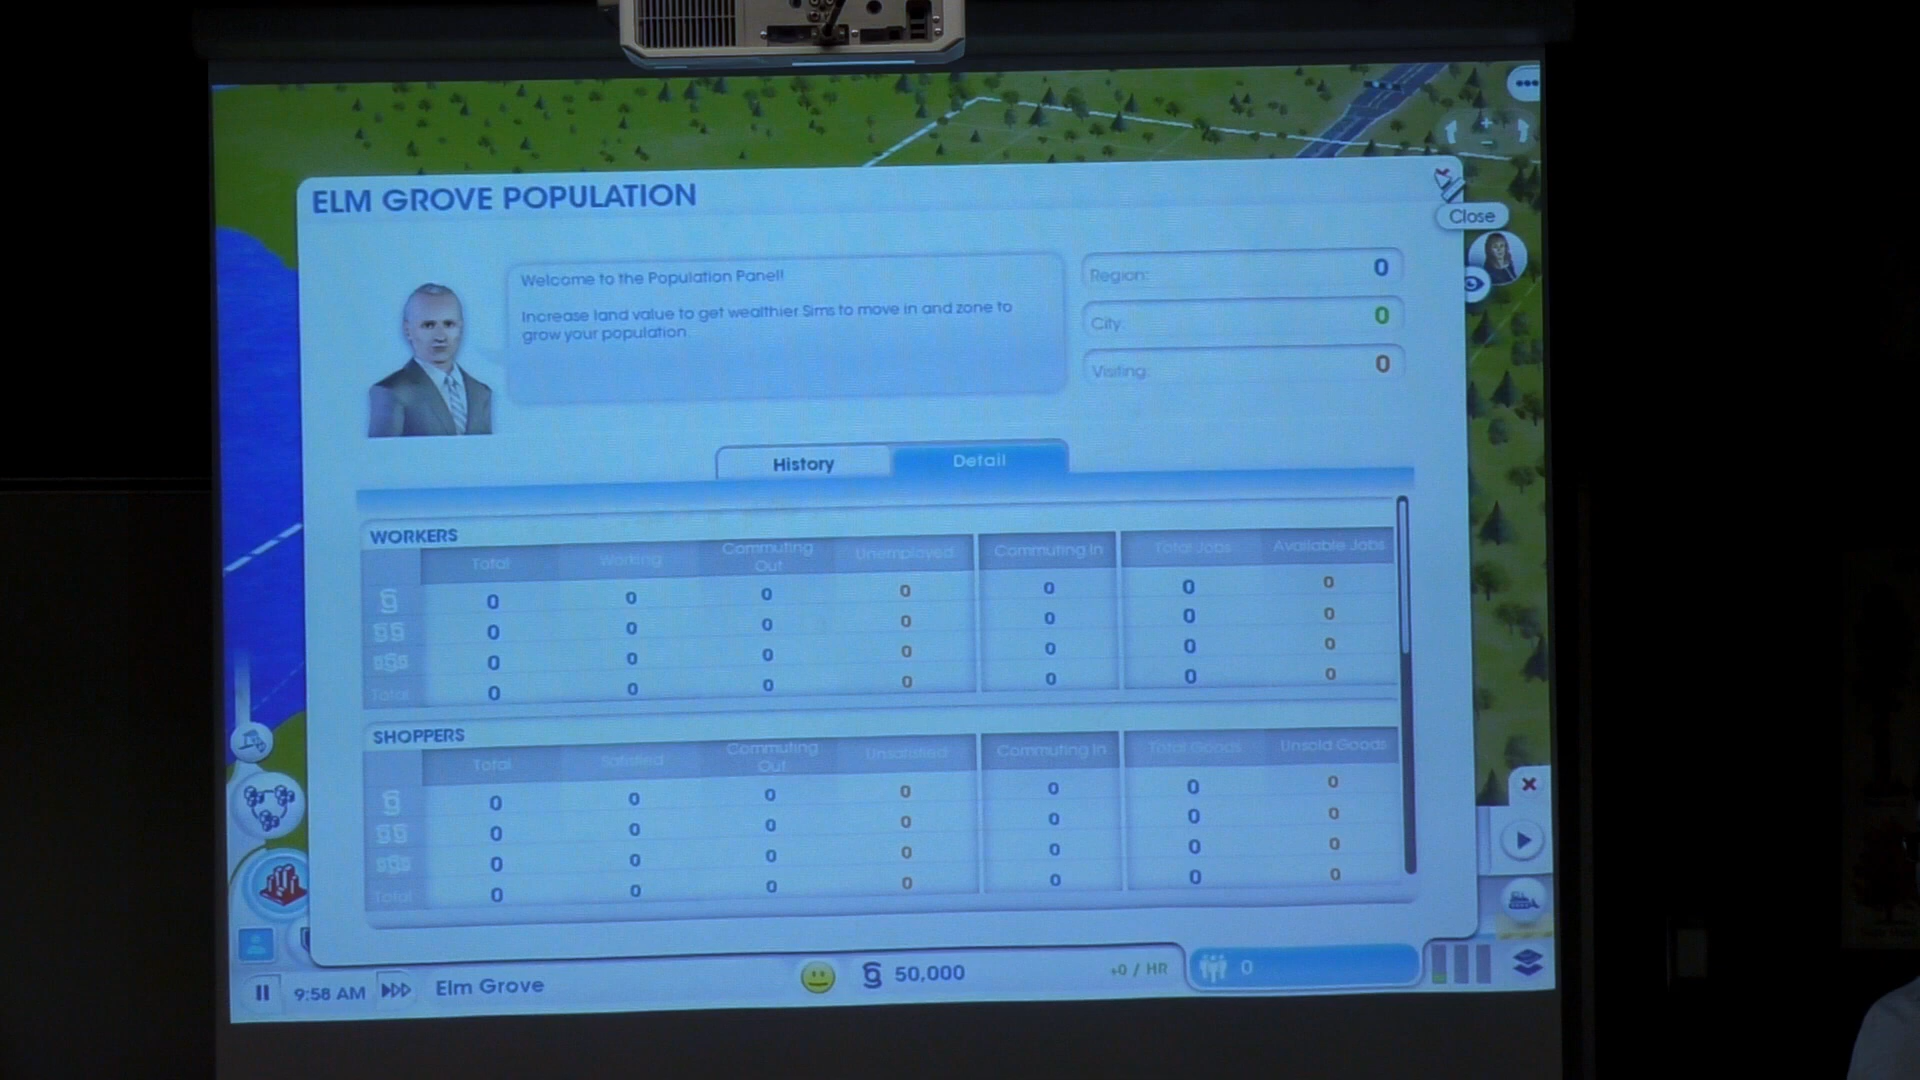 ELM GROVE POPULATION
Close
Welcome to the Population Panel!
Increase land value to get wealthier Sims to move in and zone to
grow your population.
Region: 0
City: 0
Visiting: 0
History Detail
WORKERS
Total Working Commuting Out Unemployed Commuting In Total Jobs Available Jobs
0 0 0 0 0 0 0
0 0 0 0 0 0 0
0 0 0 0 0 0 0
Total 0 0 0 0 0 0 0
SHOPPERS
Total Satisfied Commuting Out Unsatisfied Commuting In Total Goods Unsold Goods
0 0 0 0 0 0 0
0 0 0 0 0 0 0
0 0 0 0 0 0 0
Total 0 0 0 0 0 0 0
9:58 AM Elm Grove 50,000 +0 / HR 0